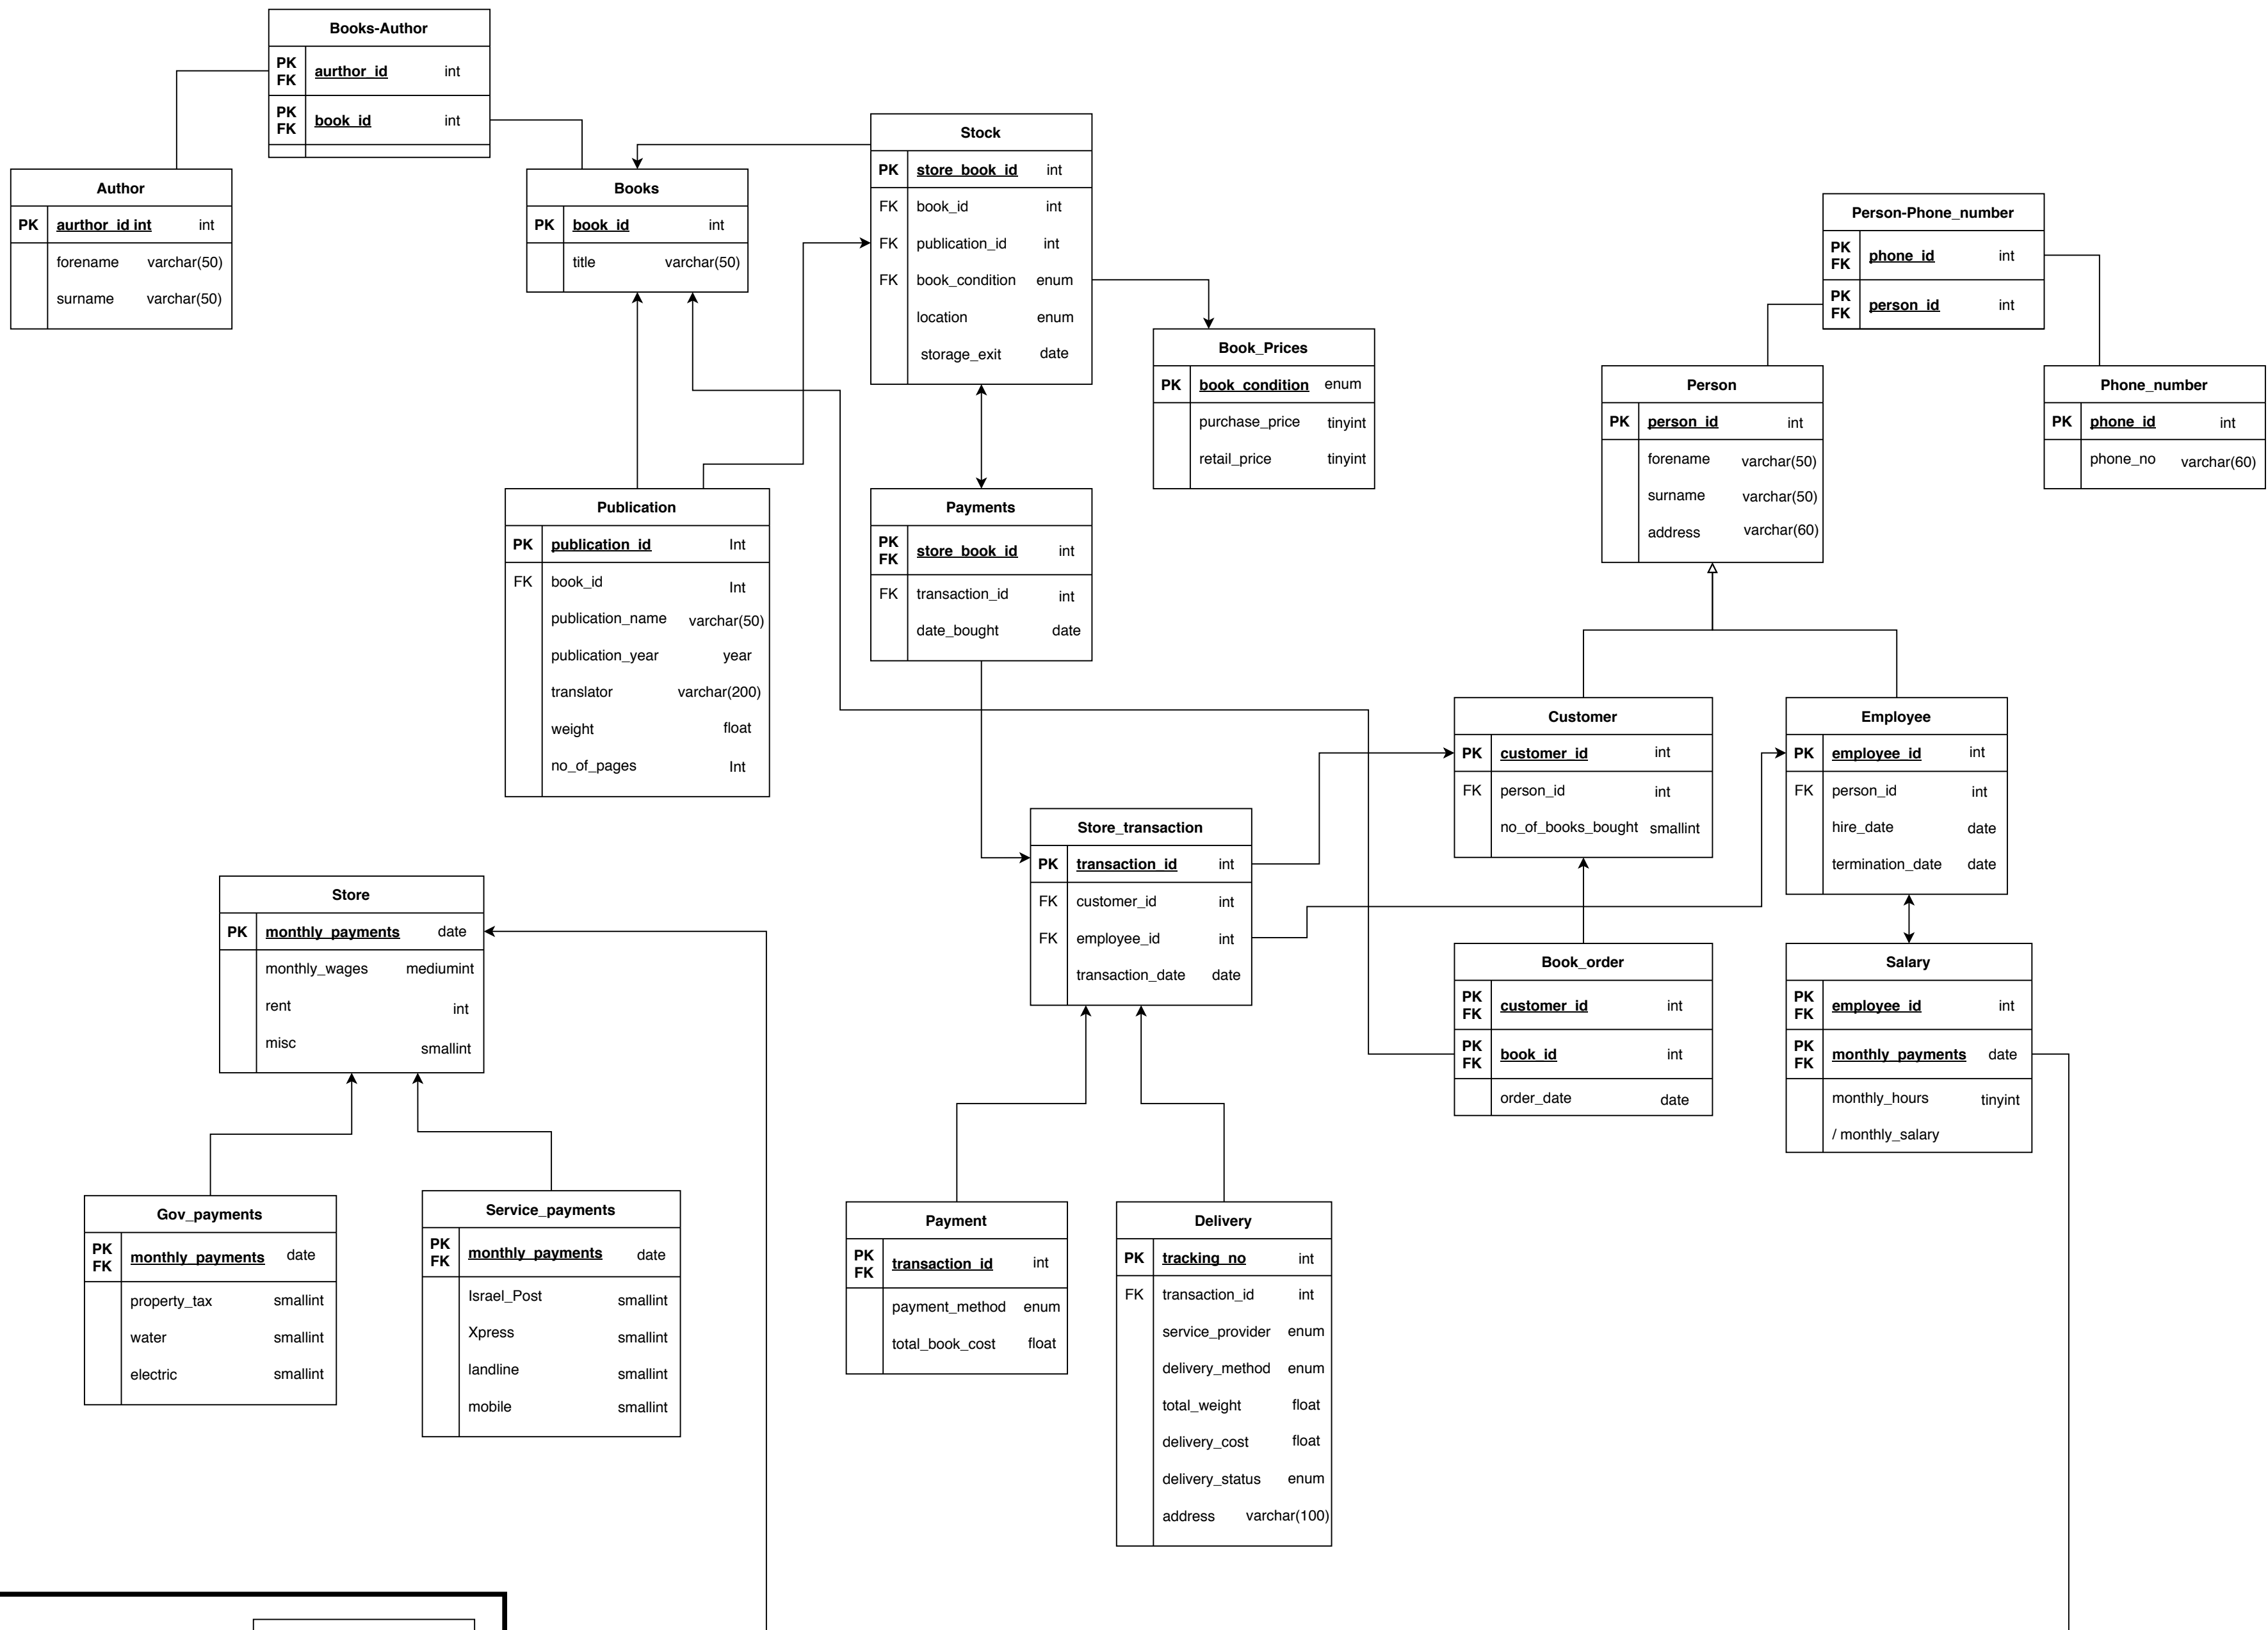 Books-Author
PK FK aurthor_id int
PK FK book_id int
Author
PK aurthor_id int int
forename varchar(50)
surname varchar(50)
Books
PK book_id int
title varchar(50)
Stock
PK store_book_id int
FK book_id int
FK publication_id int
FK book_condition enum
location enum
storage_exit date
Book_Prices
PK book_condition enum
purchase_price tinyint
retail_price tinyint
Person-Phone_number
PK FK phone_id int
PK FK person_id int
Person
PK person_id int
forename varchar(50)
surname varchar(50)
address varchar(60)
Phone_number
PK phone_id int
phone_no varchar(60)
Publication
PK publication_id Int
FK book_id Int
publication_name varchar(50)
publication_year year
translator varchar(200)
weight float
no_of_pages Int
Payments
PK FK store_book_id int
FK transaction_id int
date_bought date
Customer
PK customer_id int
FK person_id int
no_of_books_bought smallint
Employee
PK employee_id int
FK person_id int
hire_date date
termination_date date
Store_transaction
PK transaction_id int
FK customer_id int
FK employee_id int
transaction_date date
Store
PK monthly_payments date
monthly_wages mediumint
rent int
misc smallint
Book_order
PK FK customer_id int
PK FK book_id int
order_date date
Salary
PK FK employee_id int
PK FK monthly_payments date
monthly_hours tinyint
/ monthly_salary
Gov_payments
PK FK monthly_payments date
property_tax smallint
water smallint
electric smallint
Service_payments
PK FK monthly_payments date
Israel_Post smallint
Xpress smallint
landline smallint
mobile smallint
Payment
PK FK transaction_id int
payment_method enum
total_book_cost float
Delivery
PK tracking_no int
FK transaction_id int
service_provider enum
delivery_method enum
total_weight float
delivery_cost float
delivery_status enum
address varchar(100)